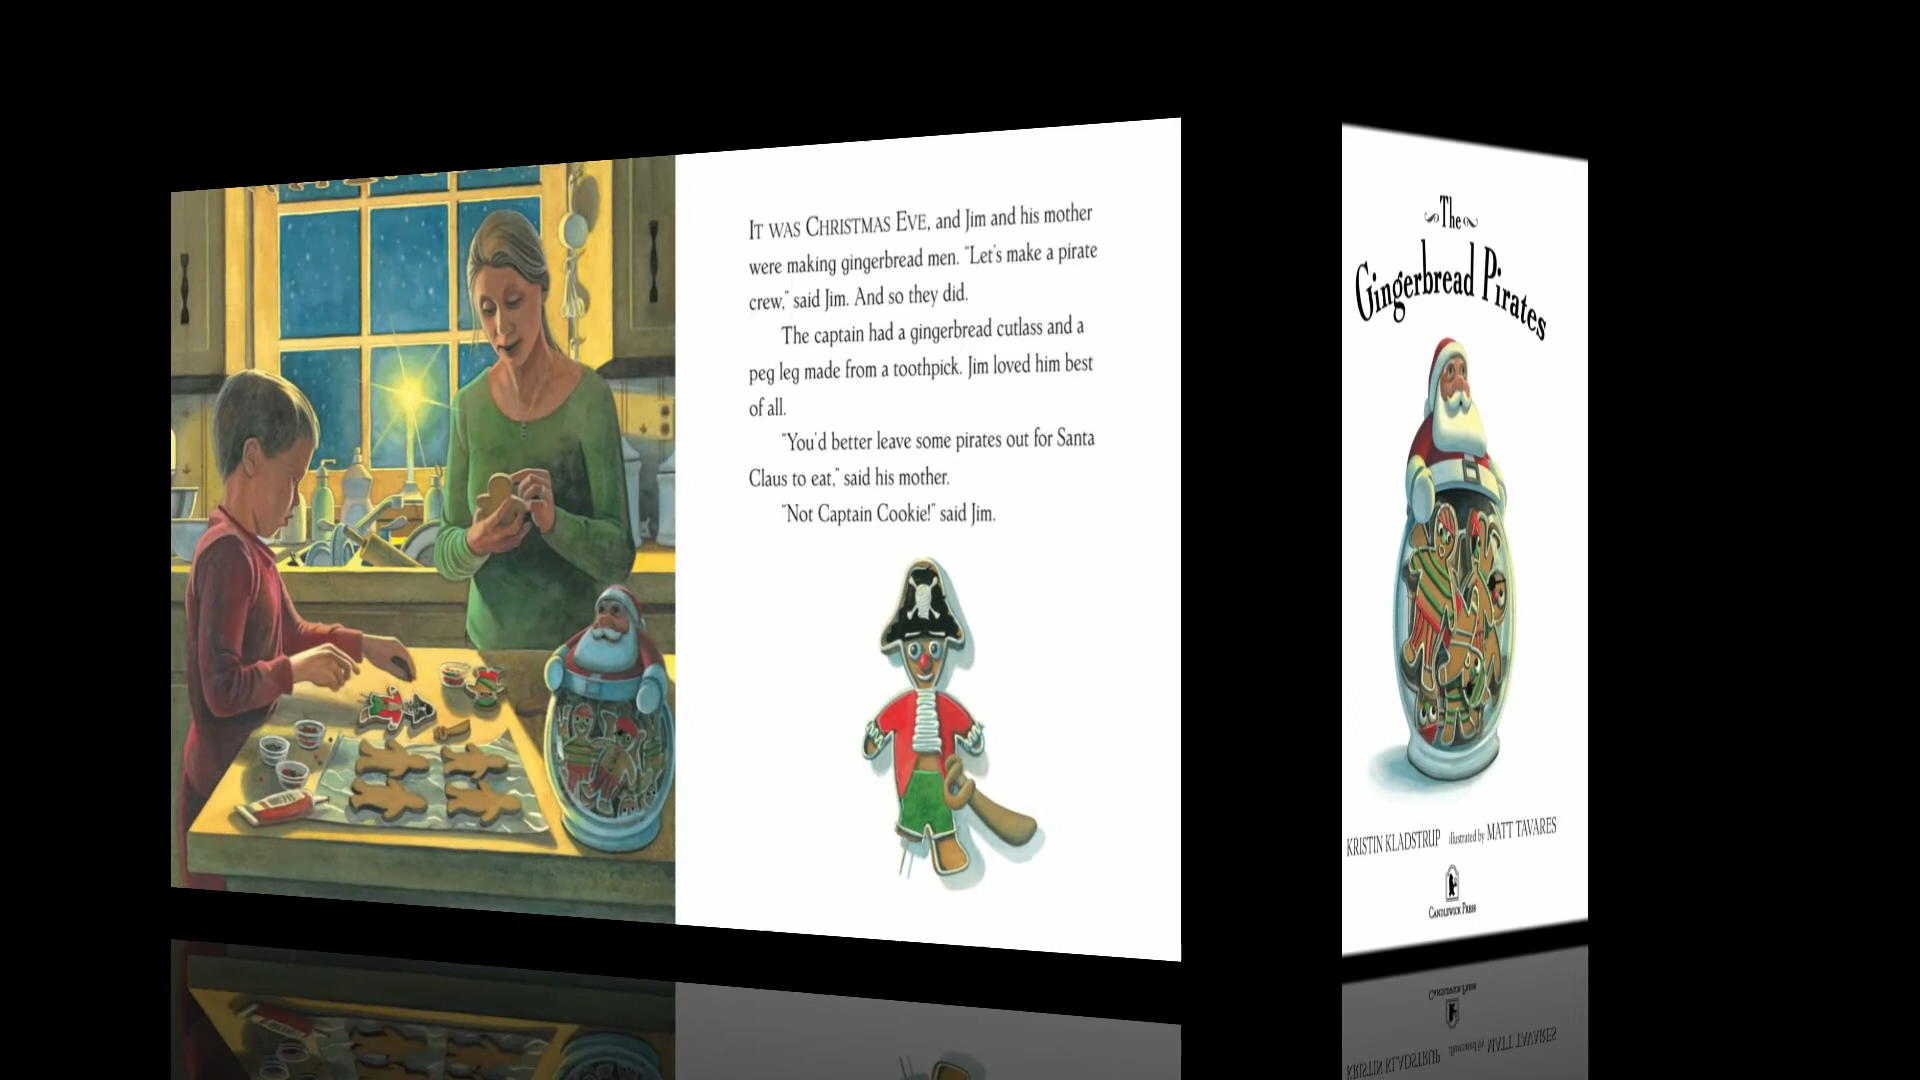 IT WAS CHRISTMAS EVE, and Jim and his mother
were making gingerbread men. "Let's make a pirate
crew," said Jim. And so they did.
The captain had a gingerbread cutlass and a
peg leg made from a toothpick. Jim loved him best
of all.
"You'd better leave some pirates out for Santa
Claus to eat," said his mother.
"Not Captain Cookie!" said Jim.
The
Gingerbread Pirates
KRISTIN KLADSTRUP illustrated by MATT TAVARES
CANDLEWICK PRESS